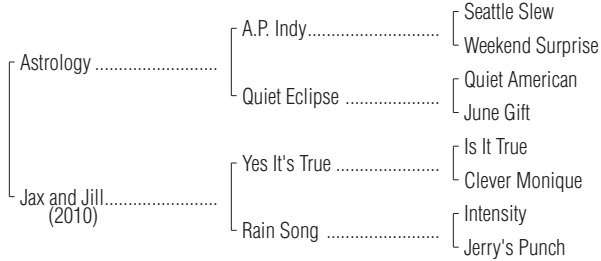 Seattle Slew
A.P. Indy
Weekend Surprise
Astrology
Quiet American
Quiet Eclipse
June Gift
Is It True
Yes It's True
Clever Monique
Jax and Jill
(2010)
Intensity
Rain Song
Jerry's Punch